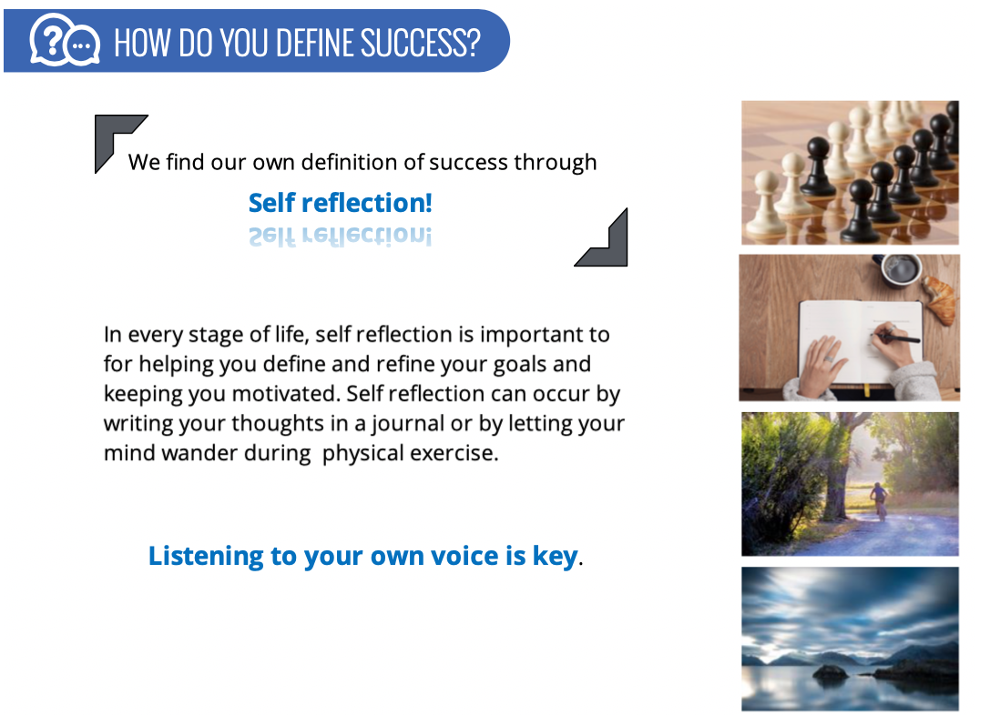 HOW DO YOU DEFINE SUCCESS?
We find our own definition of success through
Self reflection!
In every stage of life, self reflection is important to
for helping you define and refine your goals and
keeping you motivated. Self reflection can occur by
writing your thoughts in a journal or by letting your
mind wander during  physical exercise.
Listening to your own voice is key.